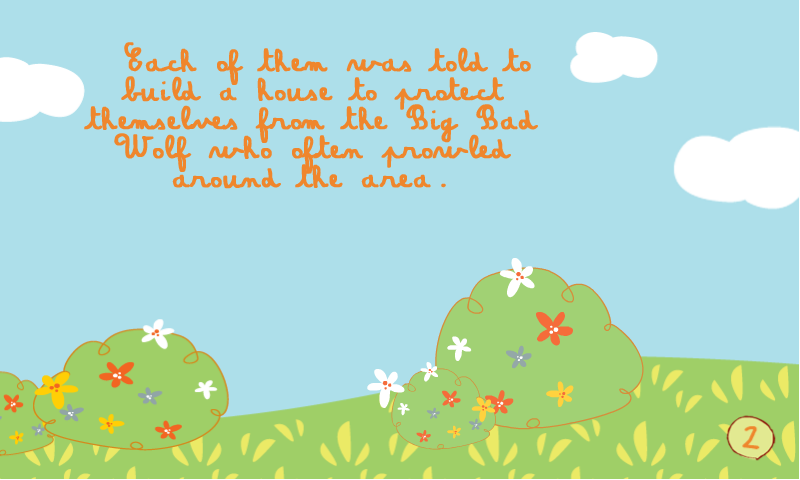 Each of them was told to
build a house to protect
themselves from the Big Bad
Wolf who often prowled
around the area.
2